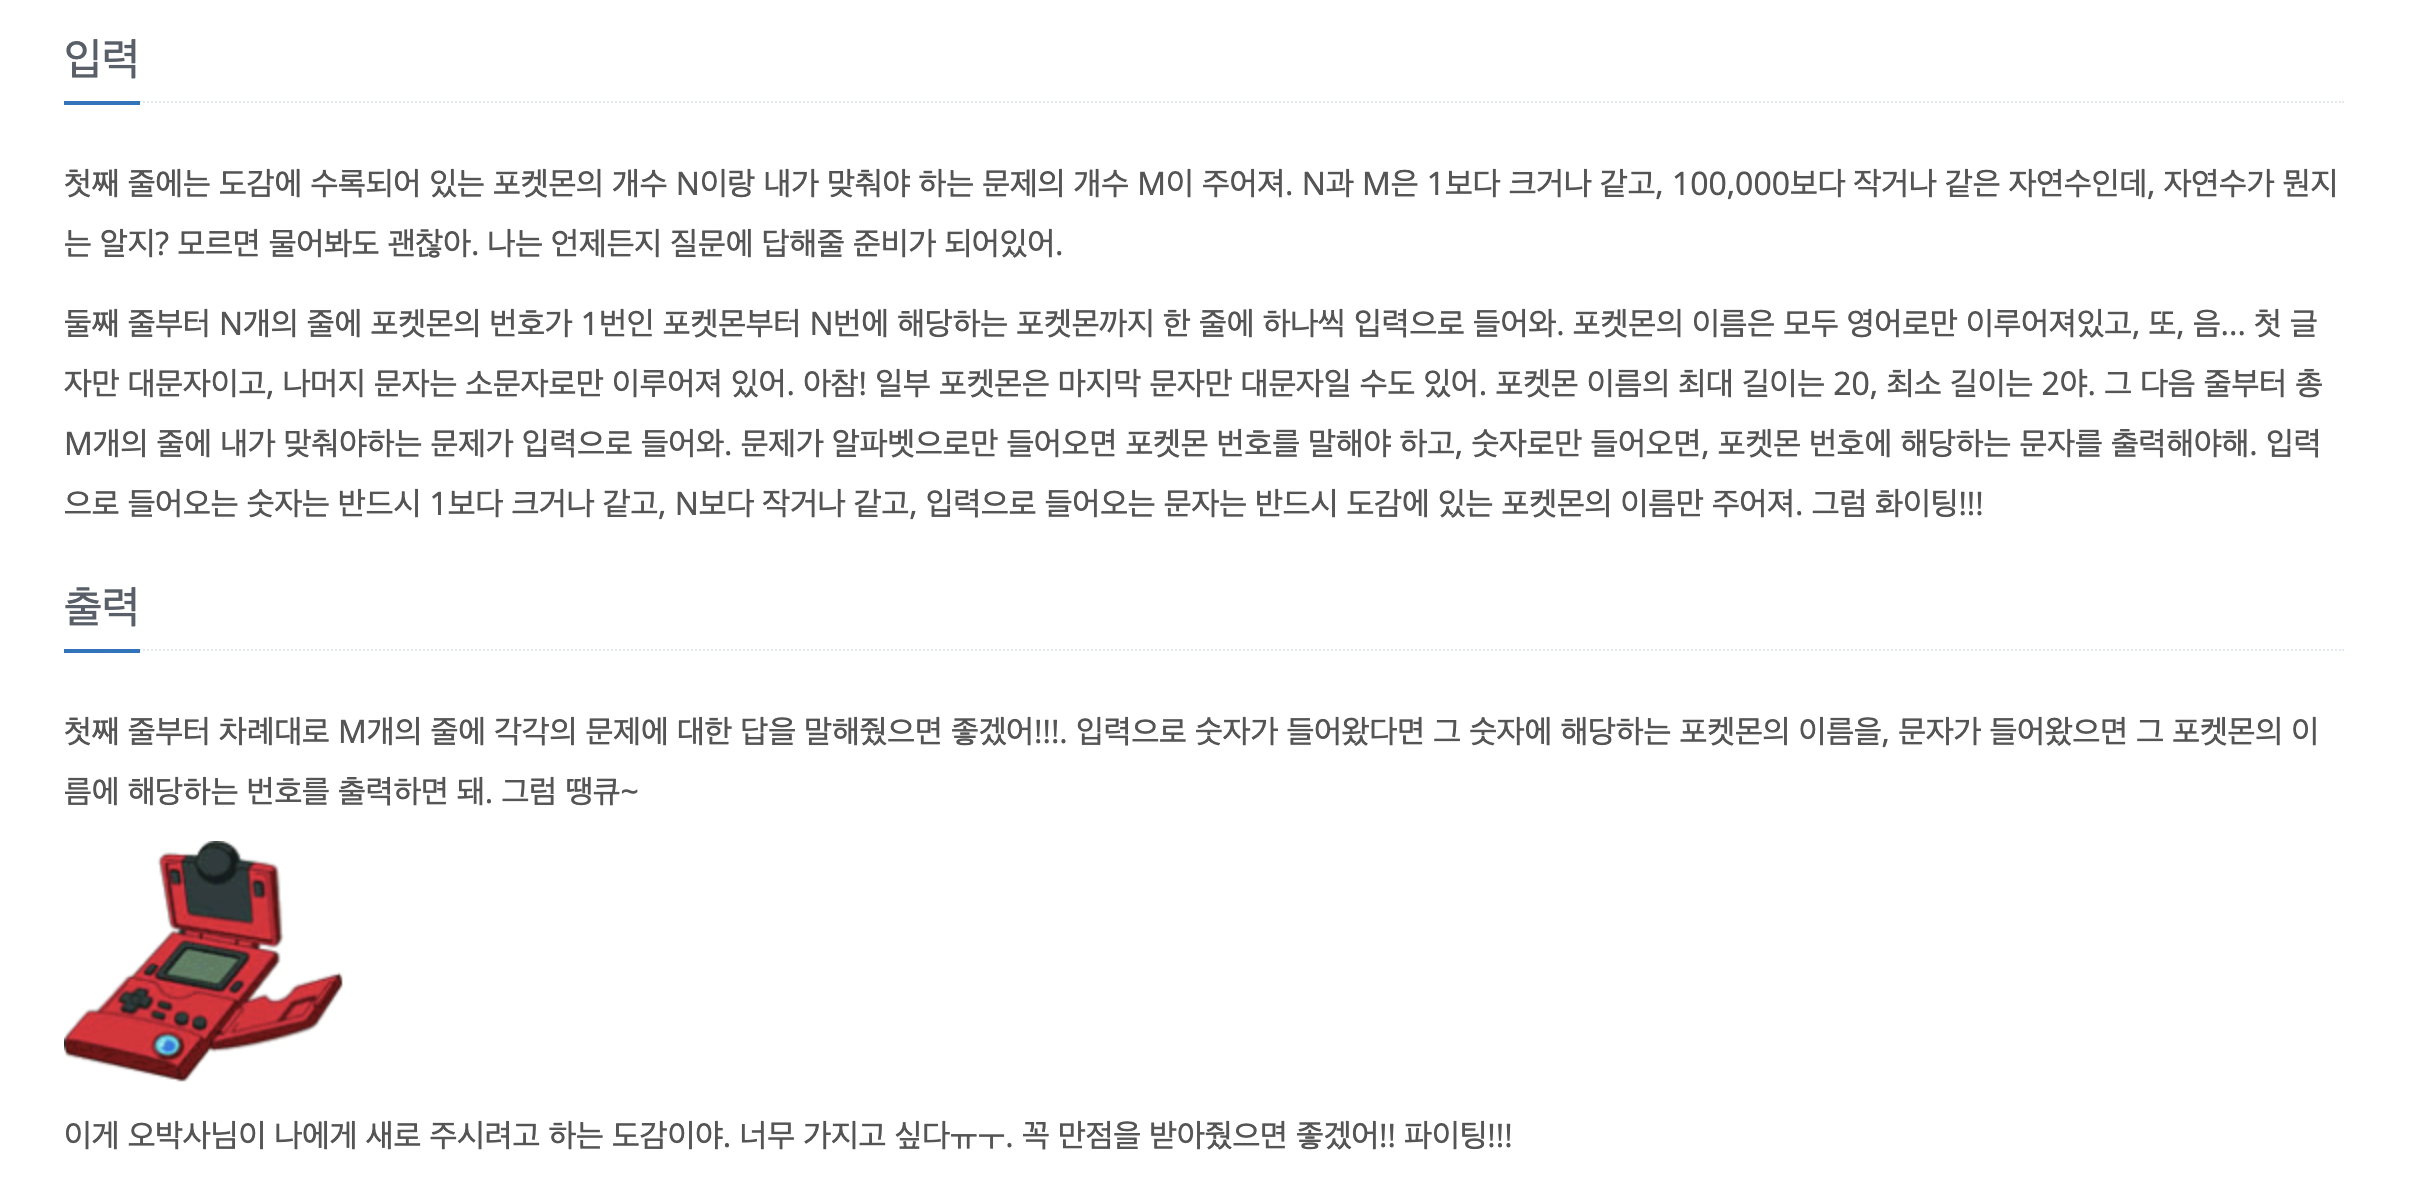 입력
첫째 줄에는 도감에 수록되어 있는 포켓몬의 개수 N이랑 내가 맞춰야 하는 문제의 개수 M이 주어져. N과 M은 1보다 크거나 같고, 100,000보다 작거나 같은 자연수인데, 자연수가 뭔지
는 알지? 모르면 물어봐도 괜찮아. 나는 언제든지 질문에 답해줄 준비가 되어있어.
둘째 줄부터 N개의 줄에 포켓몬의 번호가 1번인 포켓몬부터 N번에 해당하는 포켓몬까지 한 줄에 하나씩 입력으로 들어와. 포켓몬의 이름은 모두 영어로만 이루어져있고, 또, 음... 첫 글
자만 대문자이고, 나머지 문자는 소문자로만 이루어져 있어. 아참! 일부 포켓몬은 마지막 문자만 대문자일 수도 있어. 포켓몬 이름의 최대 길이는 20, 최소 길이는 2야. 그 다음 줄부터 총
M개의 줄에 내가 맞춰야하는 문제가 입력으로 들어와. 문제가 알파벳으로만 들어오면 포켓몬 번호를 말해야 하고, 숫자로만 들어오면, 포켓몬 번호에 해당하는 문자를 출력해야해. 입력
으로 들어오는 숫자는 반드시 1보다 크거나 같고, N보다 작거나 같고, 입력으로 들어오는 문자는 반드시 도감에 있는 포켓몬의 이름만 주어져. 그럼 화이팅!!!
출력
첫째 줄부터 차례대로 M개의 줄에 각각의 문제에 대한 답을 말해줬으면 좋겠어!!!. 입력으로 숫자가 들어왔다면 그 숫자에 해당하는 포켓몬의 이름을, 문자가 들어왔으면 그 포켓몬의 이
름에 해당하는 번호를 출력하면 돼. 그럼 땡큐~
이게 오박사님이 나에게 새로 주시려고 하는 도감이야. 너무 가지고 싶다ㅠㅜ. 꼭 만점을 받아줬으면 좋겠어!! 파이팅!!!